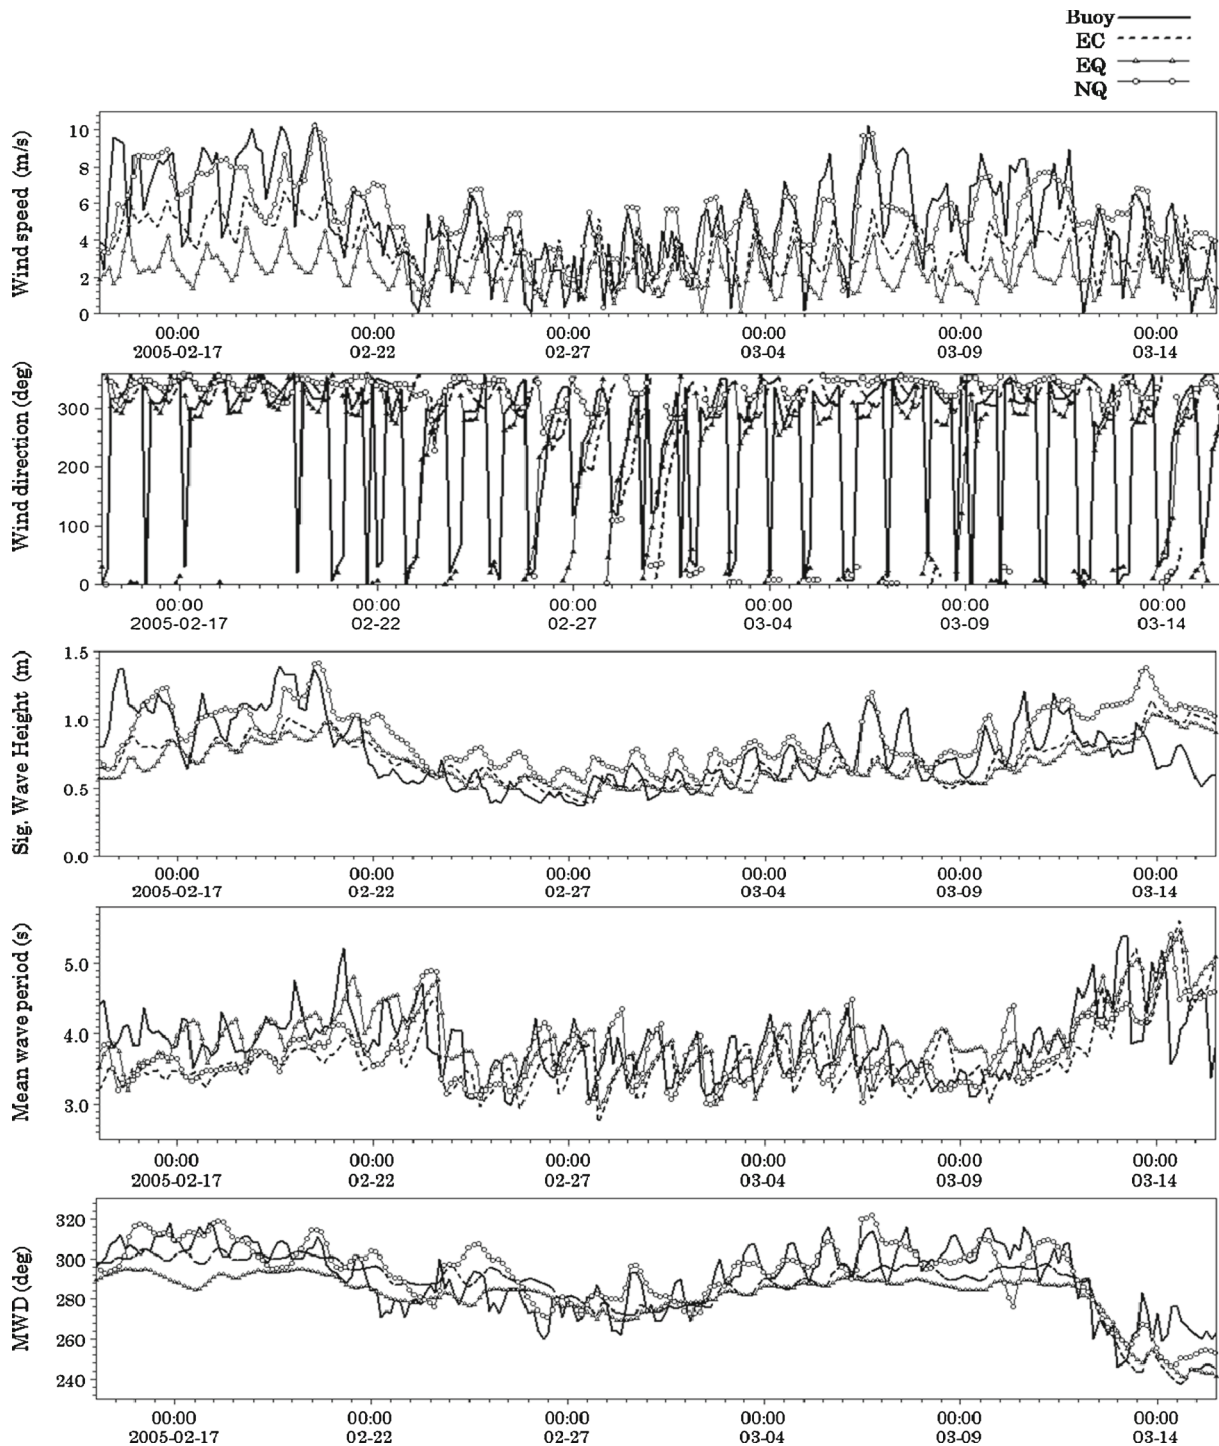 Buoy
EC
EQ
NQ
Wind speed (m/s)
10
8
6
4
2
0
00:00 00:00 00:00 00:00 00:00 00:00
2005-02-17 02-22 02-27 03-04 03-09 03-14
Wind direction (deg)
300
200
100
0
00:00 00:00 00:00 00:00 00:00 00:00
2005-02-17 02-22 02-27 03-04 03-09 03-14
Sig. Wave Height (m)
1.5
1.0
0.5
0.0
00:00 00:00 00:00 00:00 00:00 00:00
2005-02-17 02-22 02-27 03-04 03-09 03-14
Mean wave period (s)
5.0
4.0
3.0
00:00 00:00 00:00 00:00 00:00 00:00
2005-02-17 02-22 02-27 03-04 03-09 03-14
MWD (deg)
320
300
280
260
240
00:00 00:00 00:00 00:00 00:00 00:00
2005-02-17 02-22 02-27 03-04 03-09 03-14